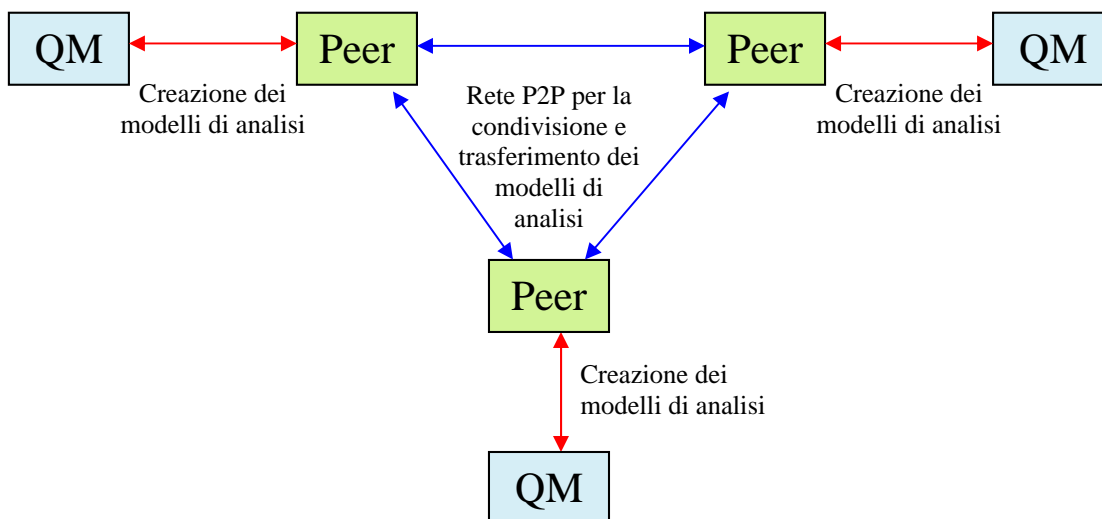 QM
Peer
Peer
QM
Creazione dei
modelli di analisi
Rete P2P per la
condivisione e
trasferimento dei
modelli di
analisi
Creazione dei
modelli di analisi
Peer
Creazione dei
modelli di analisi
QM